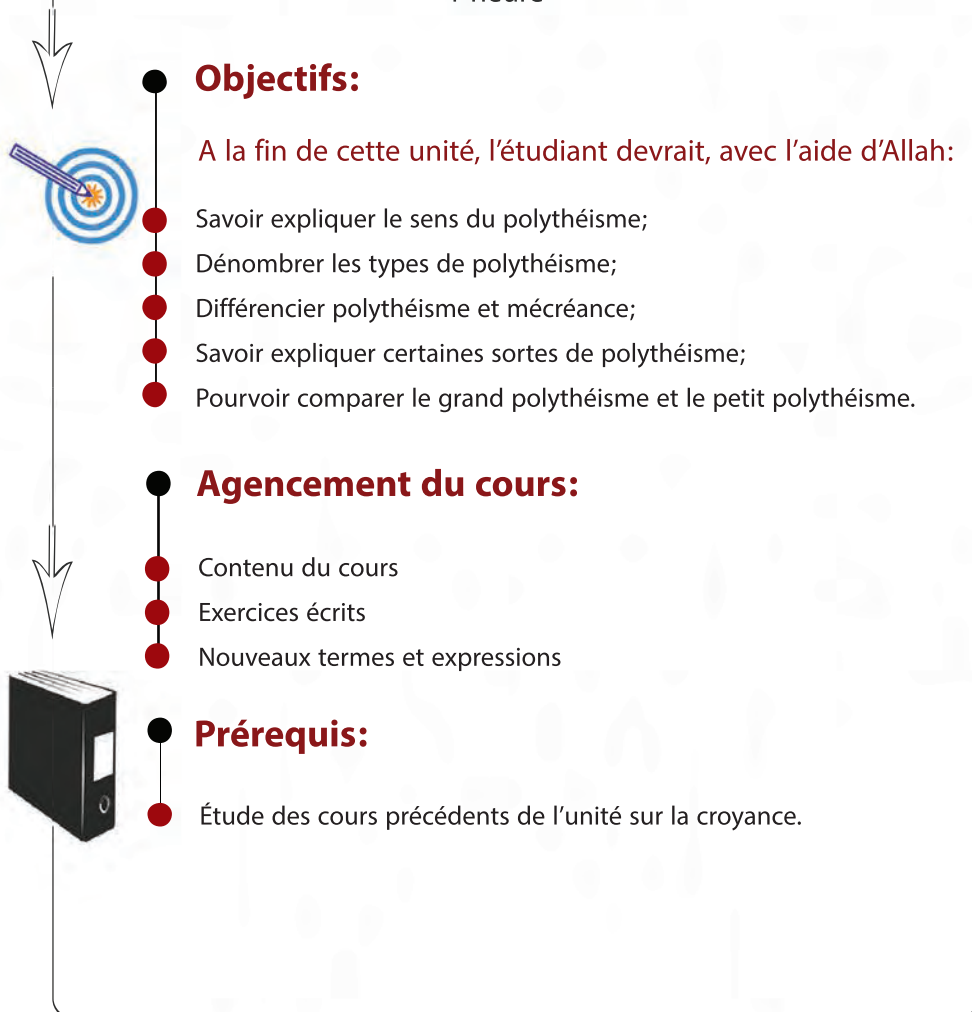 Objectifs:
A la fin de cette unité, l'étudiant devrait, avec l'aide d'Allah:
Savoir expliquer le sens du polythéisme;
Dénombrer les types de polythéisme;
Différencier polythéisme et mécréance;
Savoir expliquer certaines sortes de polythéisme;
Pourvoir comparer le grand polythéisme et le petit polythéisme.
Agencement du cours:
Contenu du cours
Exercices écrits
Nouveaux termes et expressions
Prérequis:
Étude des cours précédents de l'unité sur la croyance.